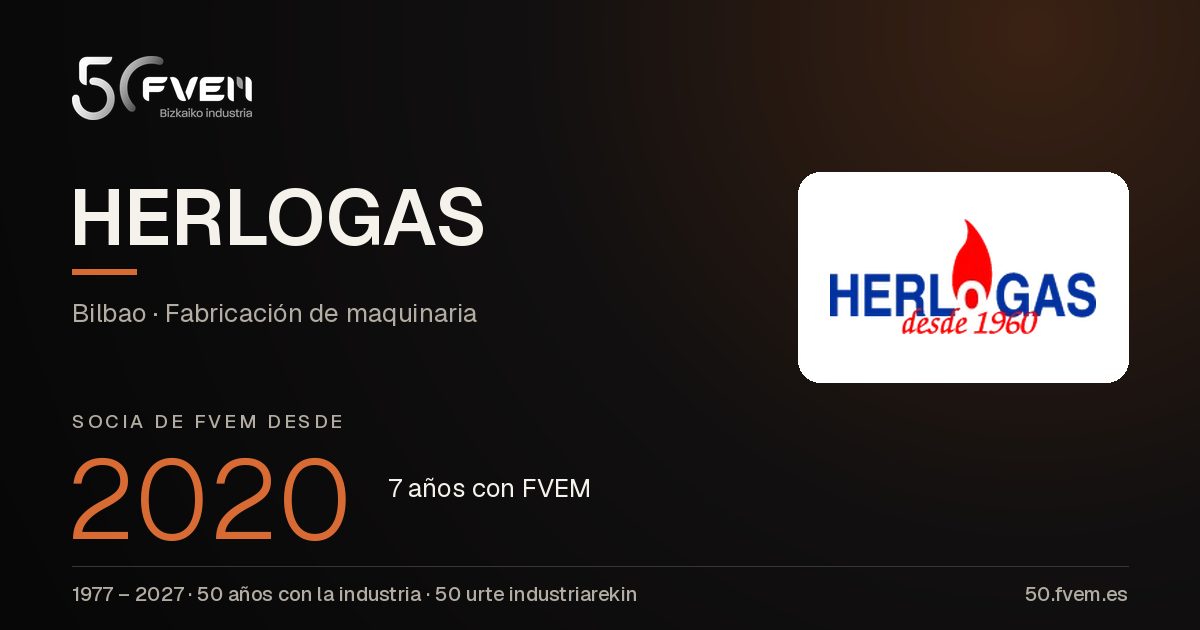 50 FVEM
Bizkaiko industria
HERLOGAS
Bilbao · Fabricación de maquinaria
HERLOGAS
desde 1960
SOCIA DE FVEM DESDE
2020
7 años con FVEM
1977 – 2027 · 50 años con la industria · 50 urte industriarekin
50.fvem.es